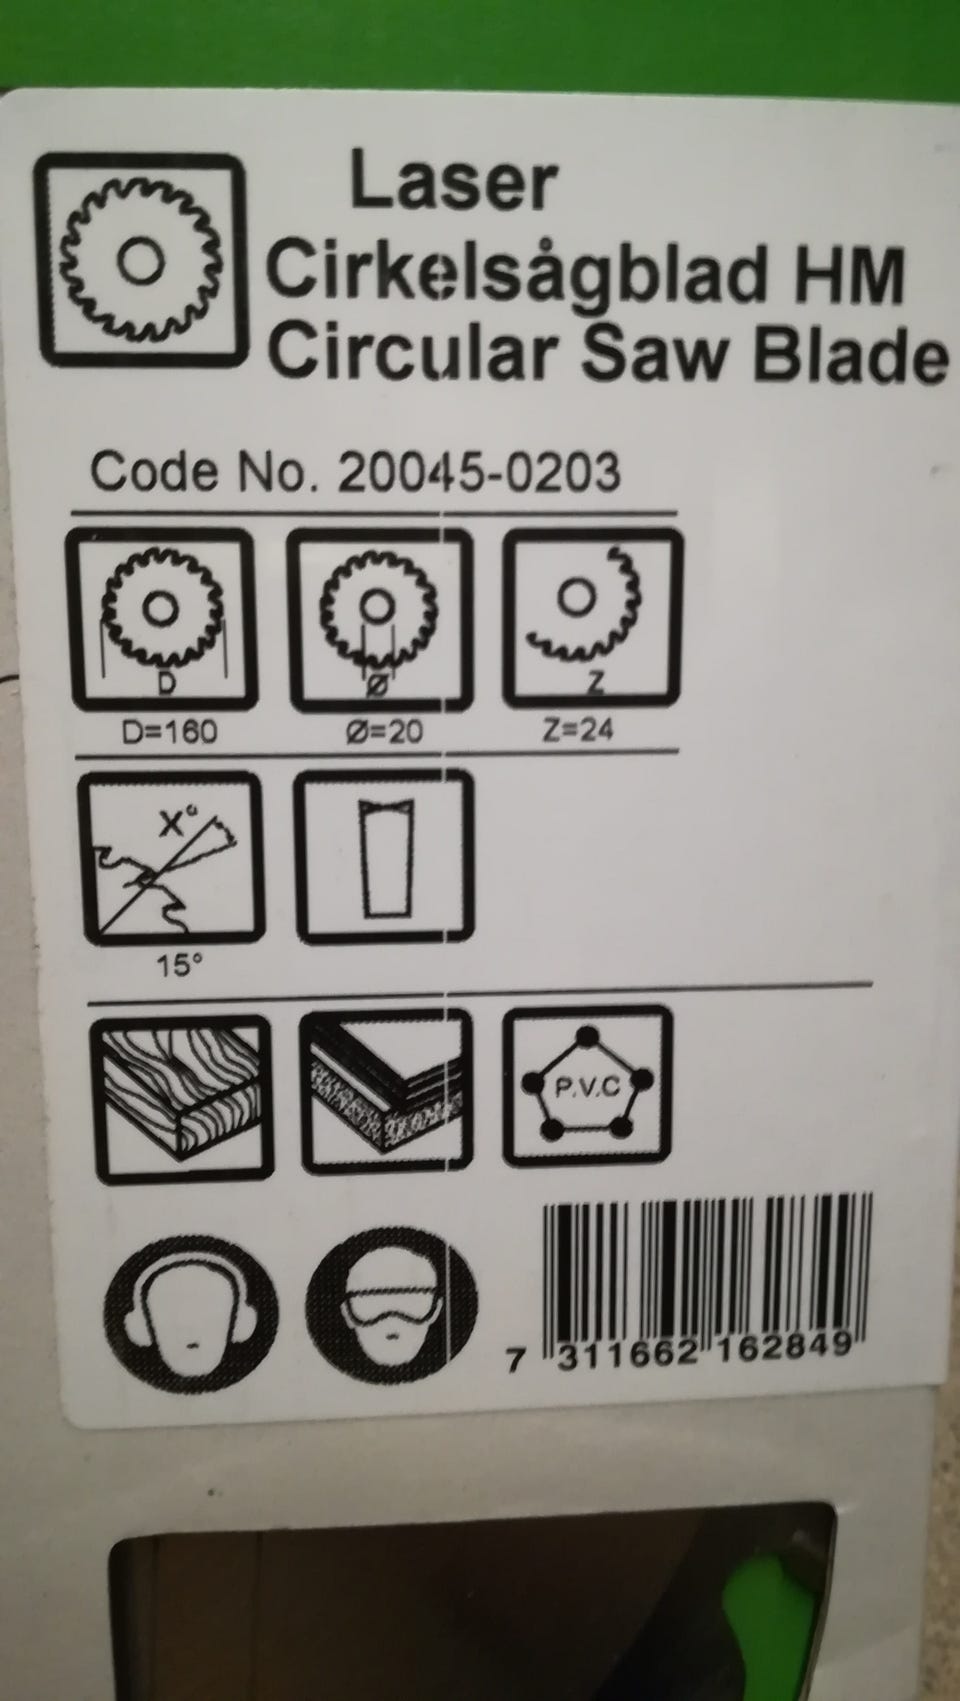 Laser
Cirkelsågblad HM
Circular Saw Blade
Code No. 20045-0203
D Ø Z
D=160 Ø=20 Z=24
X°
15°
P.V.C
7 311662 162849